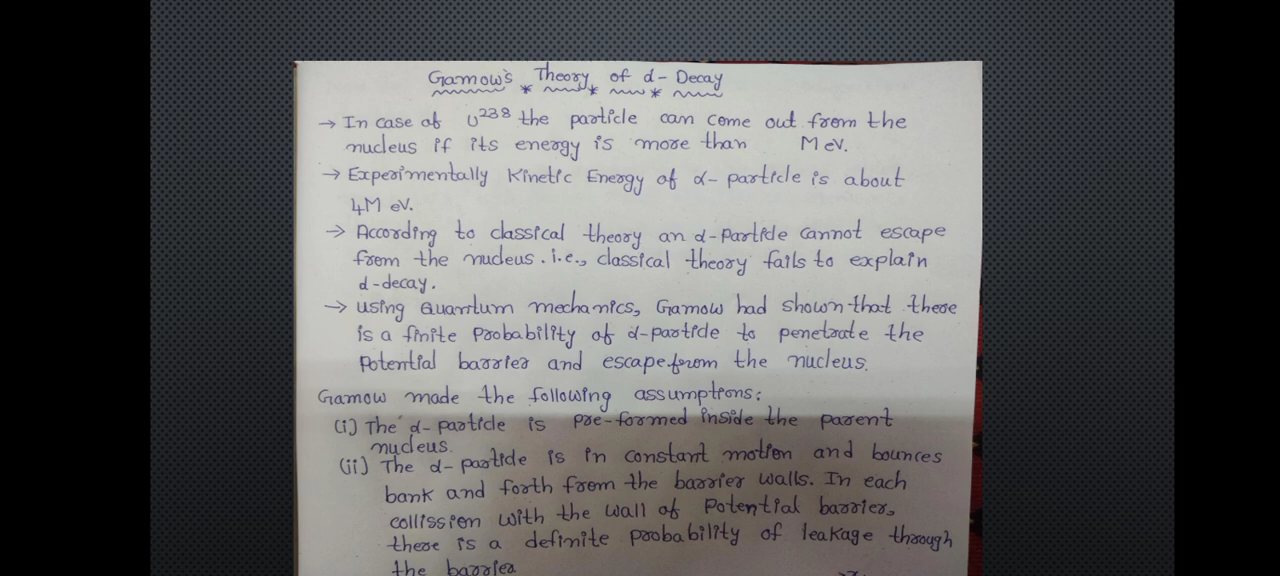 Gamow's Theory of α- Decay
→ In case of U²³⁸ the particle can come out from the
nucleus if its energy is more than MeV.
→ Experimentally Kinetic Energy of α- particle is about
4M eV.
→ According to classical theory an α-Particle cannot escape
from the nucleus. i.e., classical theory fails to explain
α-decay.
→ using Quantum mechanics, Gamow had shown that there
is a finite probability of α-particle to penetrate the
Potential barrier and escape from the nucleus.
Gamow made the following assumptions:
(i) The α-particle is pre-formed inside the parent
nucleus.
(ii) The α-particle is in constant motion and bounces
bank and forth from the barrier walls. In each
collission with the wall of Potential barrier,
there is a definite probability of leakage through
the barrier